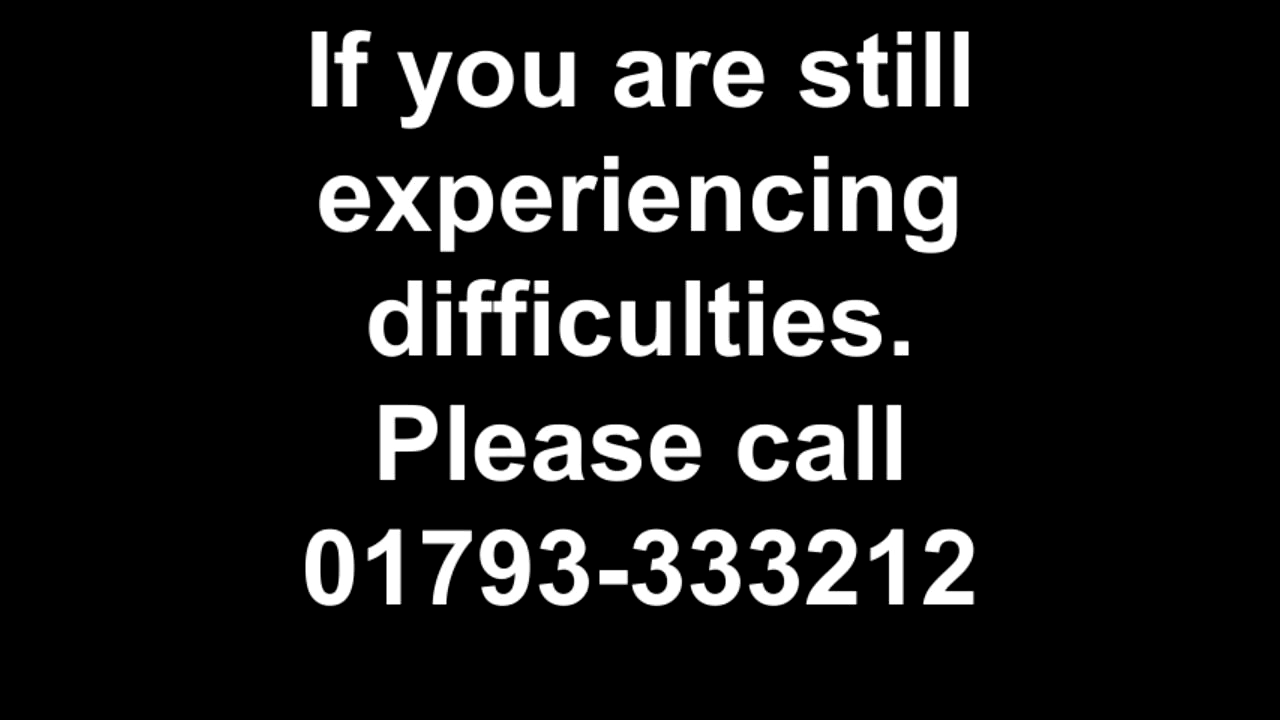 If you are still
experiencing
difficulties.
Please call
01793-333212